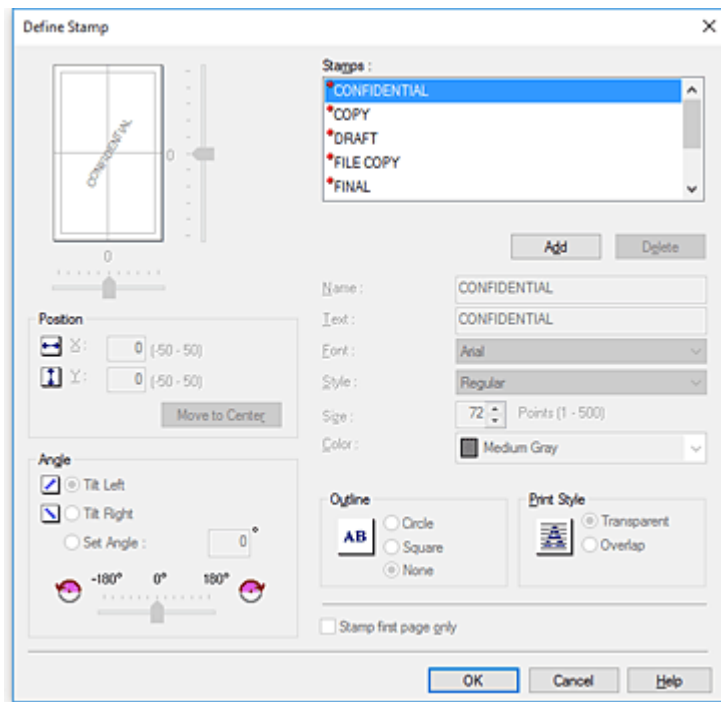 Define Stamp
CONFIDENTIAL
0
0
Position
X: 0 (-50 - 50)
Y: 0 (-50 - 50)
Move to Center
Angle
Tilt Left
Tilt Right
Set Angle : 0 °
-180° 0° 180°
Stamps :
CONFIDENTIAL
COPY
DRAFT
FILE COPY
FINAL
Add Delete
Name : CONFIDENTIAL
Text : CONFIDENTIAL
Font : Arial
Style : Regular
Size : 72 Points (1 - 500)
Color : Medium Gray
Outline
AB
Circle
Square
None
Print Style
Transparent
Overlap
Stamp first page only
OK Cancel Help